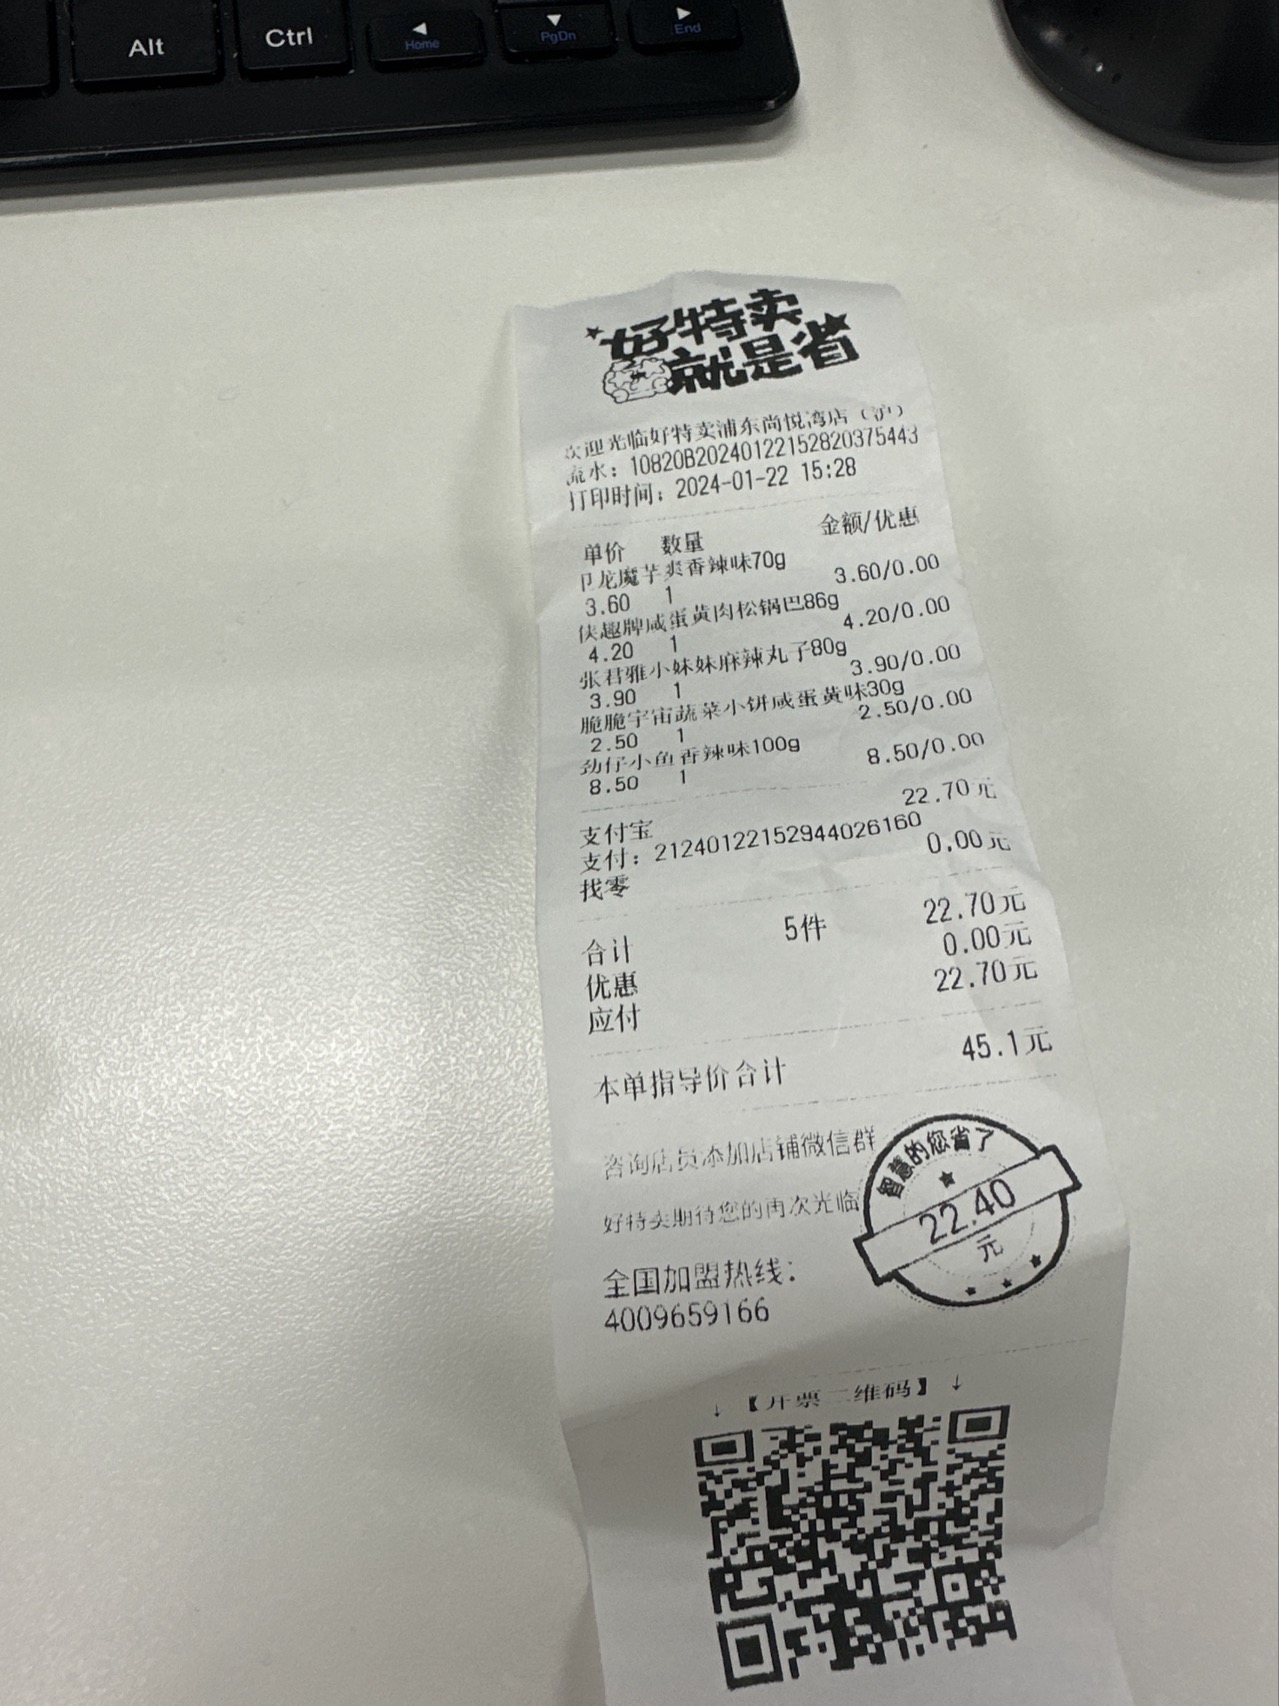 Alt
Ctrl
Home
PgDn
End
好特卖
就是省
欢迎光临好特卖浦东尚悦湾店（沪）
流水：10820B20240122152820375443
打印时间：2024-01-22 15:28
单价 数量 金额/优惠
卫龙魔芋爽香辣味70g
3.60 1 3.60/0.00
侠趣牌咸蛋黄肉松锅巴86g
4.20 1 4.20/0.00
张君雅小妹妹麻辣丸子80g
3.90 1 3.90/0.00
脆脆宇宙蔬菜小饼咸蛋黄味30g
2.50 1 2.50/0.00
劲仔小鱼香辣味100g
8.50 1 8.50/0.00
支付宝 22.70元
支付：21240122152944026160
找零 0.00元
合计 5件 22.70元
优惠 0.00元
应付 22.70元
本单指导价合计 45.1元
咨询店员添加店铺微信群
好特卖期待您的再次光临
智慧的您省了
22.40
元
全国加盟热线：
4009659166
↓ 【开票二维码】 ↓